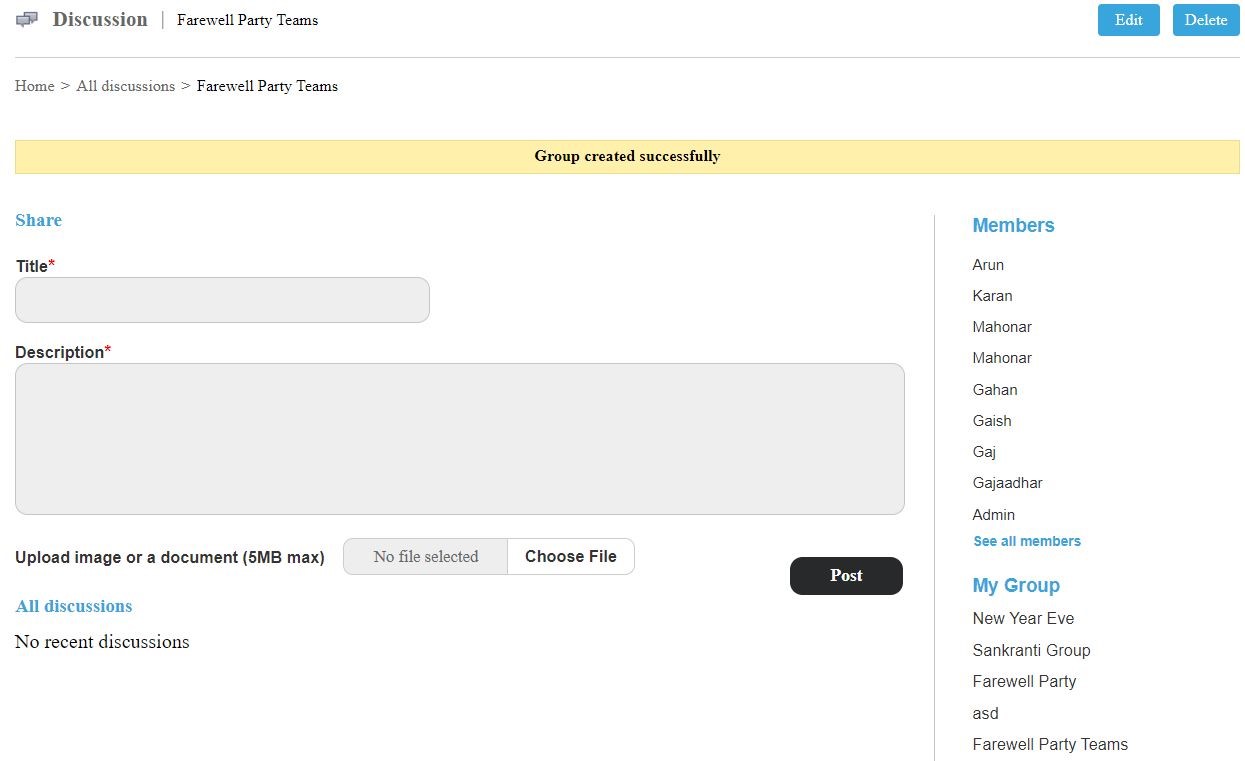 Discussion | Farewell Party Teams
Edit
Delete
Home > All discussions > Farewell Party Teams
Group created successfully
Share
Title*
Description*
Upload image or a document (5MB max)
No file selected
Choose File
Post
All discussions
No recent discussions
Members
Arun
Karan
Mahonar
Mahonar
Gahan
Gaish
Gaj
Gajaadhar
Admin
See all members
My Group
New Year Eve
Sankranti Group
Farewell Party
asd
Farewell Party Teams